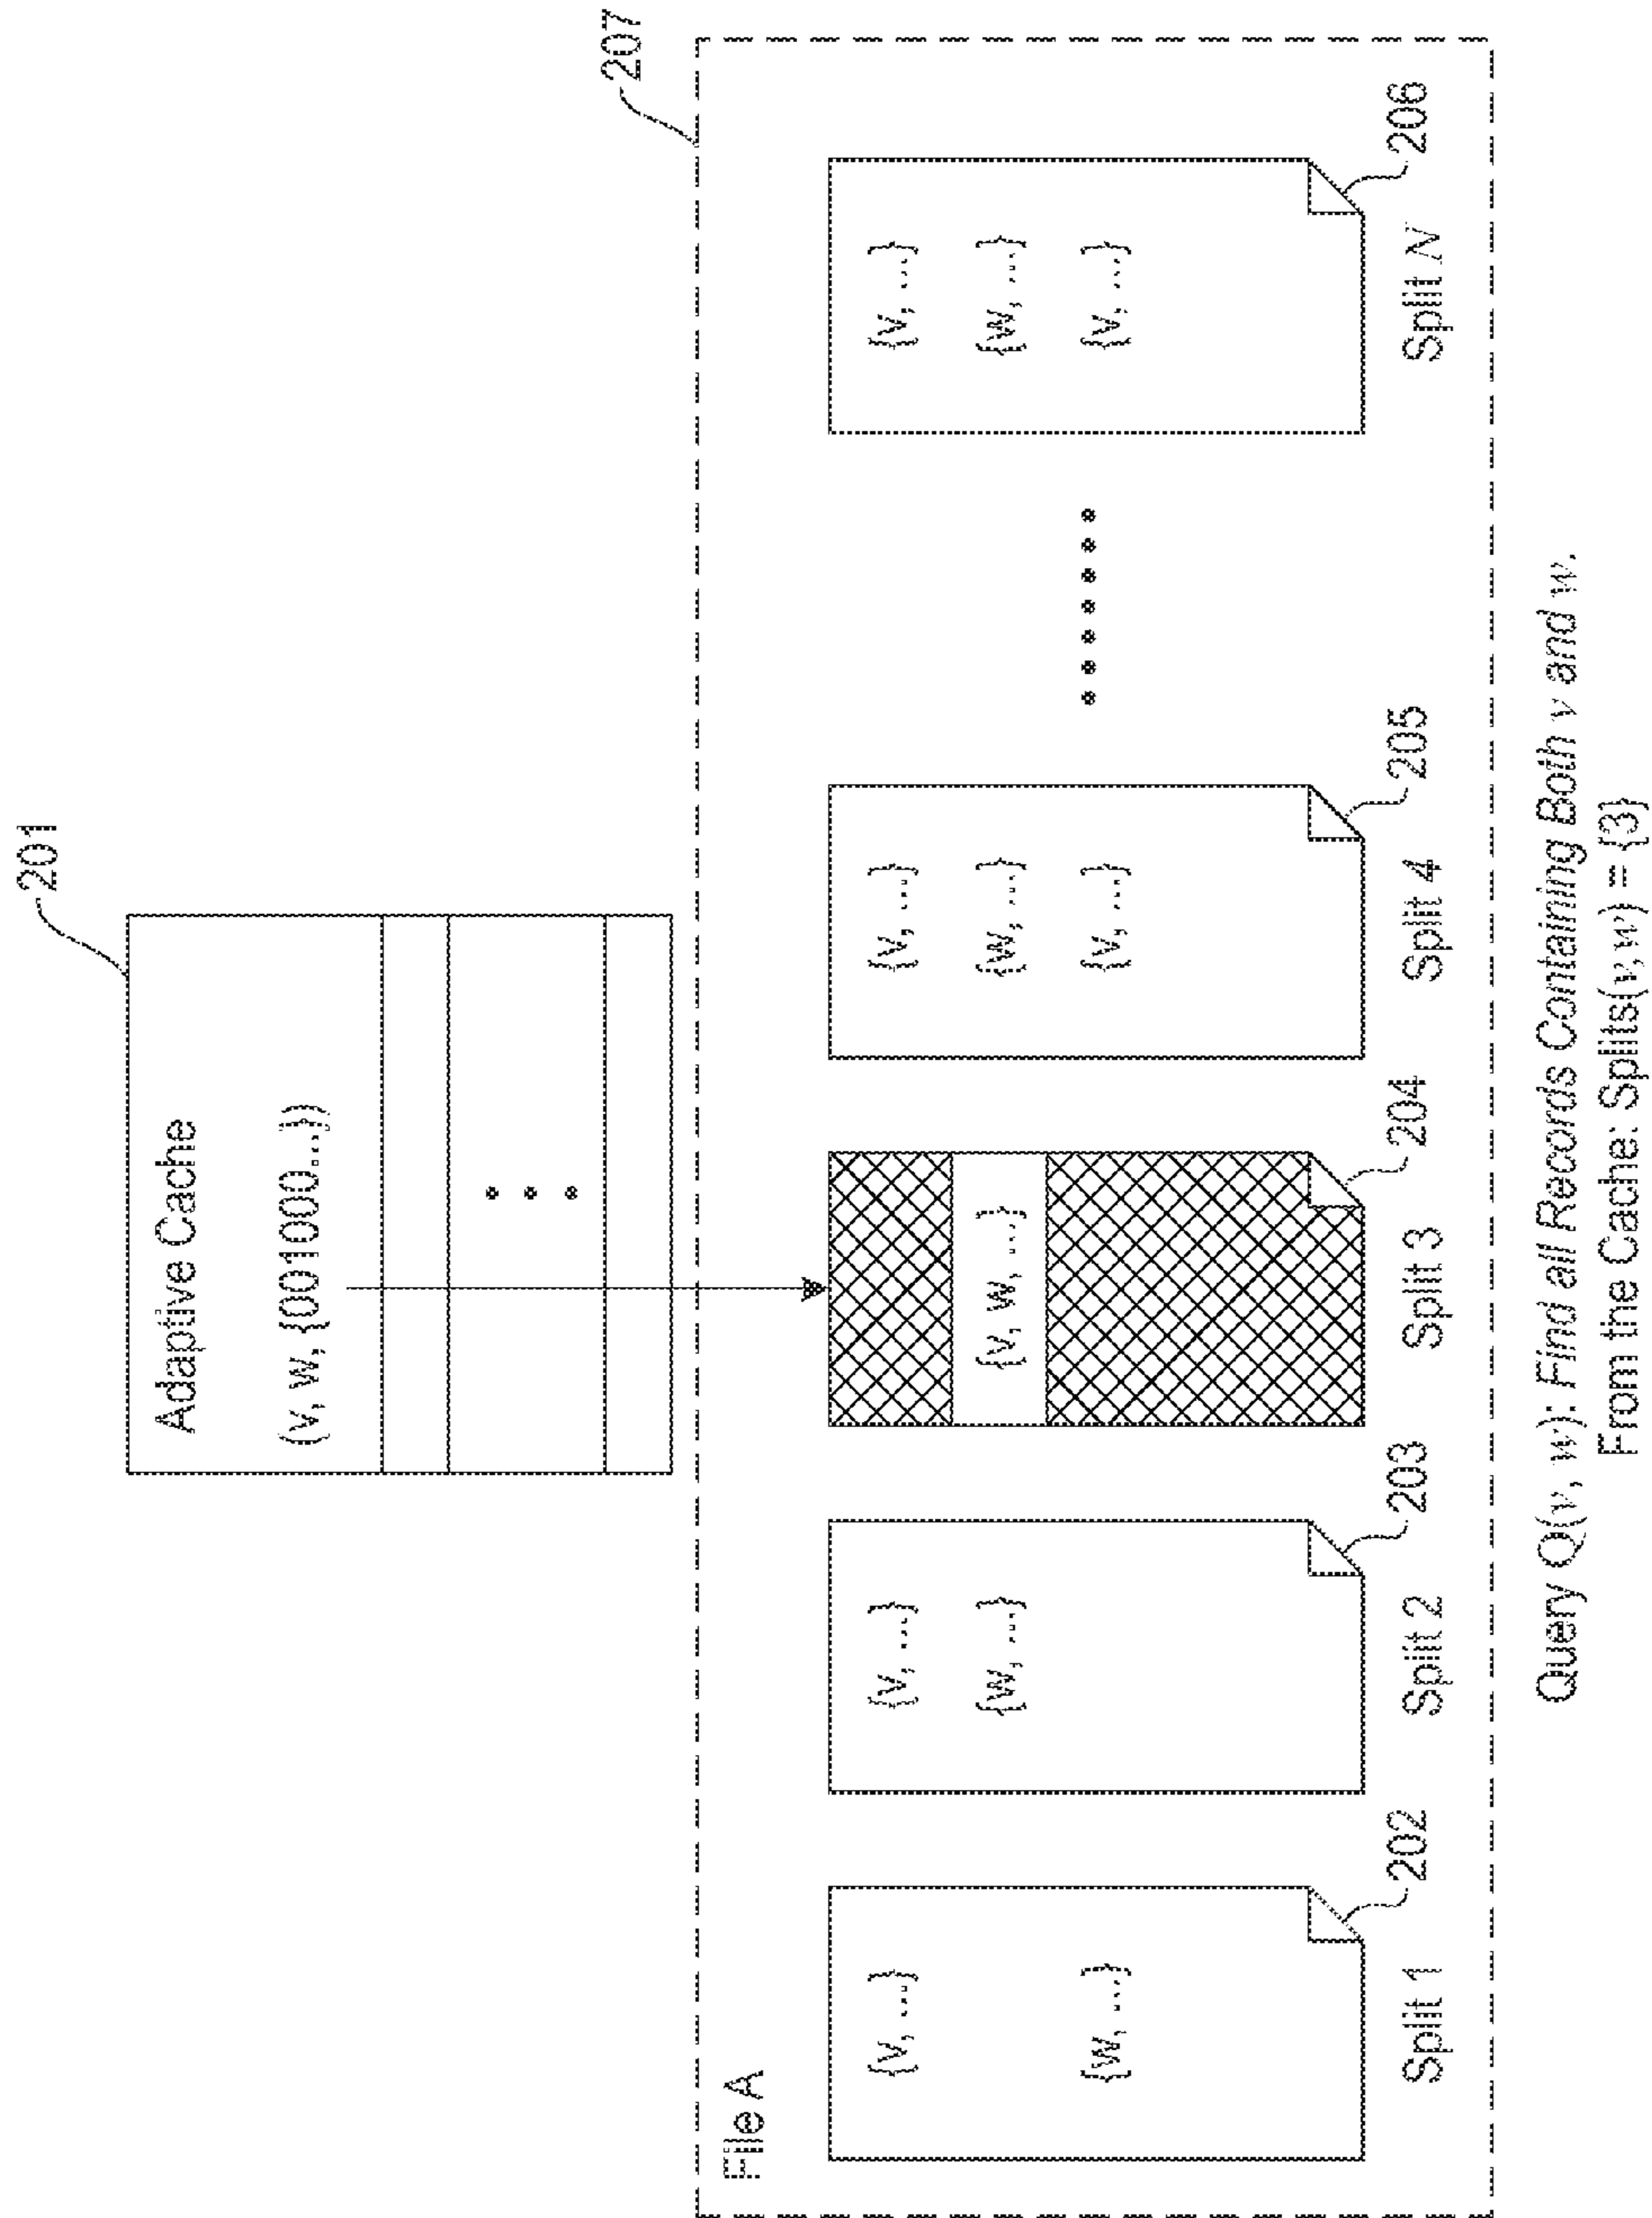 201
Adaptive Cache
(v, w, {001000...})
207
File A
{v, ...}
{w, ...}
202
Split 1
{v, ...}
{w, ...}
203
Split 2
{v, w, ...}
204
Split 3
{v, ...}
{w, ...}
{v, ...}
205
Split 4
{v, ...}
{w, ...}
{v, ...}
206
Split N
Query Q(v, w): Find all Records Containing Both v and w.
From the Cache: Splits(v,w) = {3}